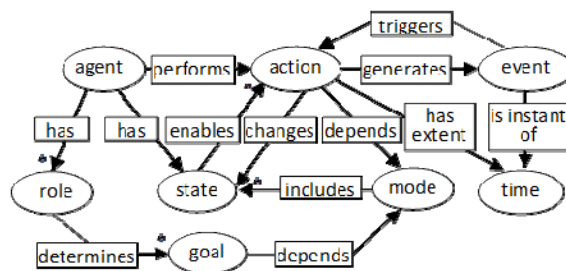 triggers
agent performs action generates event
has has enables changes depends has extent is instant of
role state includes mode time
determines goal depends